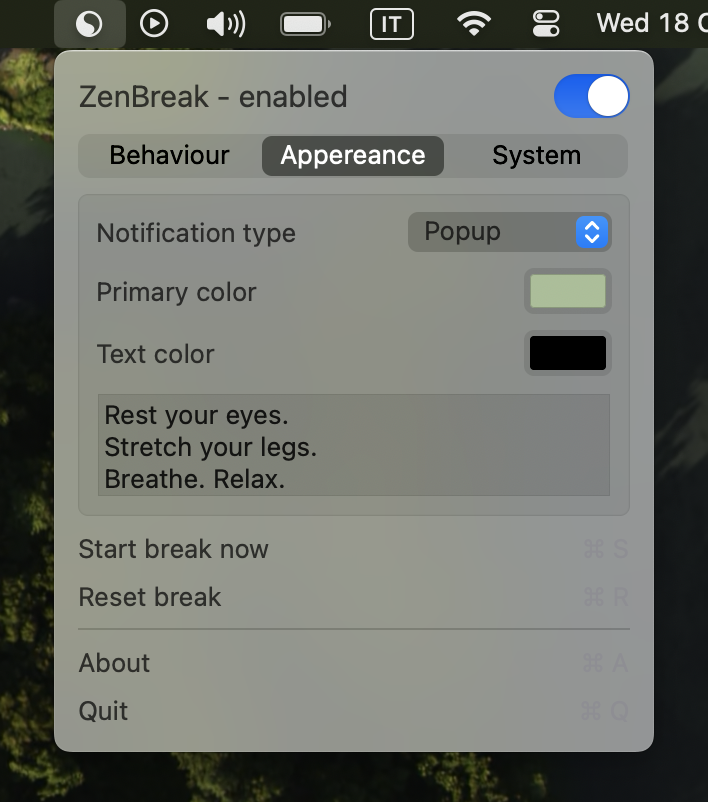 IT
Wed 18 O
ZenBreak - enabled
Behaviour
Appereance
System
Notification type
Popup
Primary color
Text color
Rest your eyes.
Stretch your legs.
Breathe. Relax.
Start break now ⌘ S
Reset break ⌘ R
About ⌘ A
Quit ⌘ Q